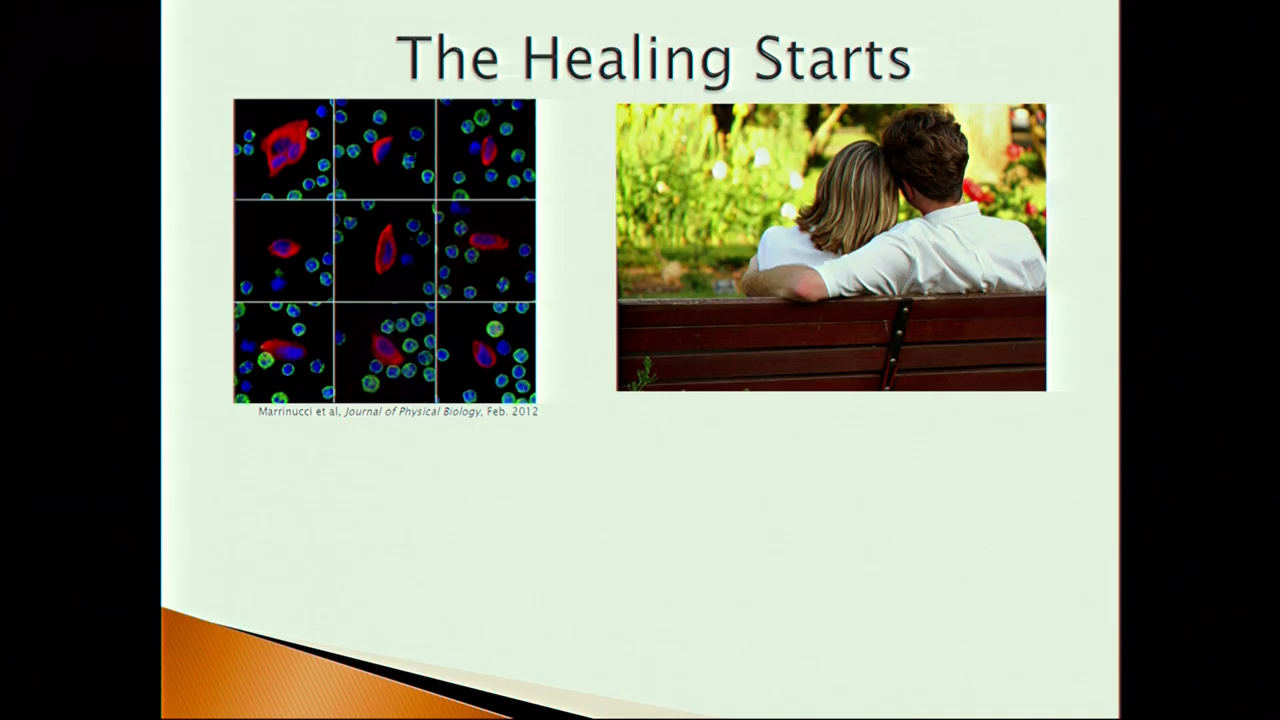 The Healing Starts
Marrinucci et al, Journal of Physical Biology, Feb. 2012